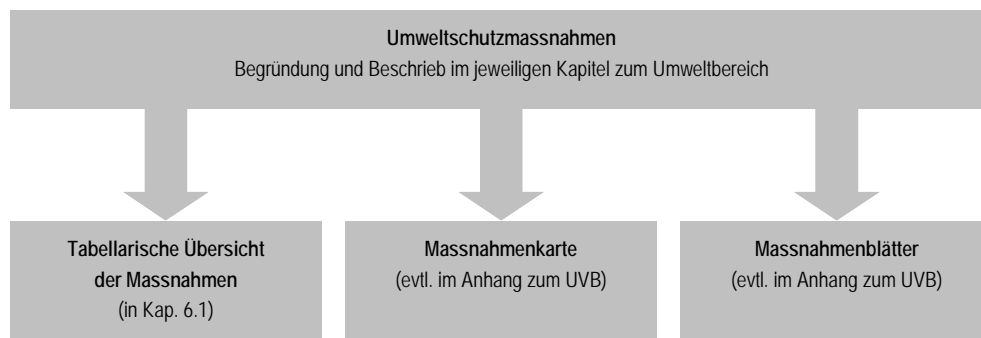 Umweltschutzmassnahmen
Begründung und Beschrieb im jeweiligen Kapitel zum Umweltbereich
Tabellarische Übersicht
der Massnahmen
(in Kap. 6.1)
Massnahmenkarte
(evtl. im Anhang zum UVB)
Massnahmenblätter
(evtl. im Anhang zum UVB)